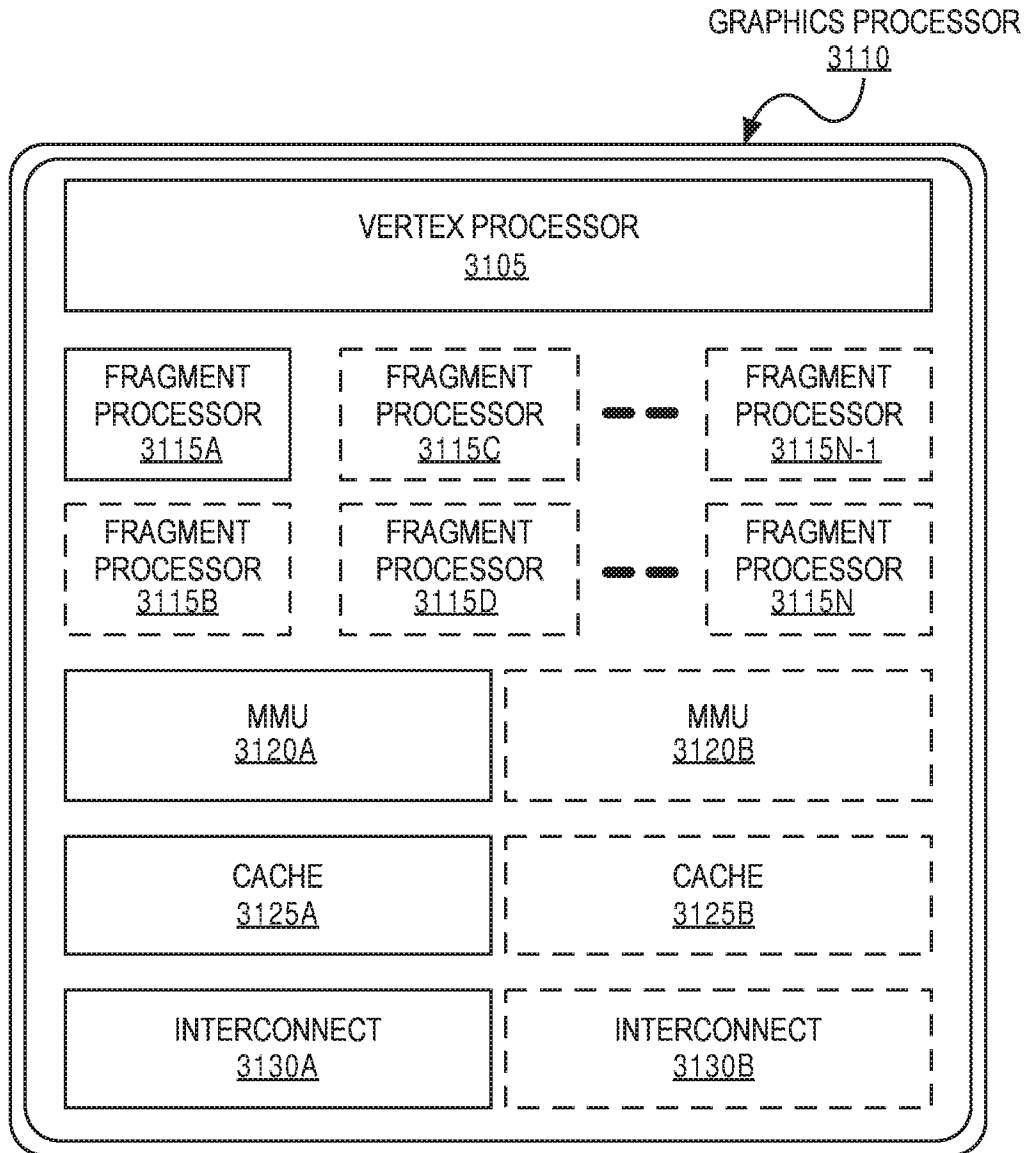 GRAPHICS PROCESSOR
3110
VERTEX PROCESSOR
3105
FRAGMENT
PROCESSOR
3115A
FRAGMENT
PROCESSOR
3115C
FRAGMENT
PROCESSOR
3115N-1
FRAGMENT
PROCESSOR
3115B
FRAGMENT
PROCESSOR
3115D
FRAGMENT
PROCESSOR
3115N
MMU
3120A
MMU
3120B
CACHE
3125A
CACHE
3125B
INTERCONNECT
3130A
INTERCONNECT
3130B